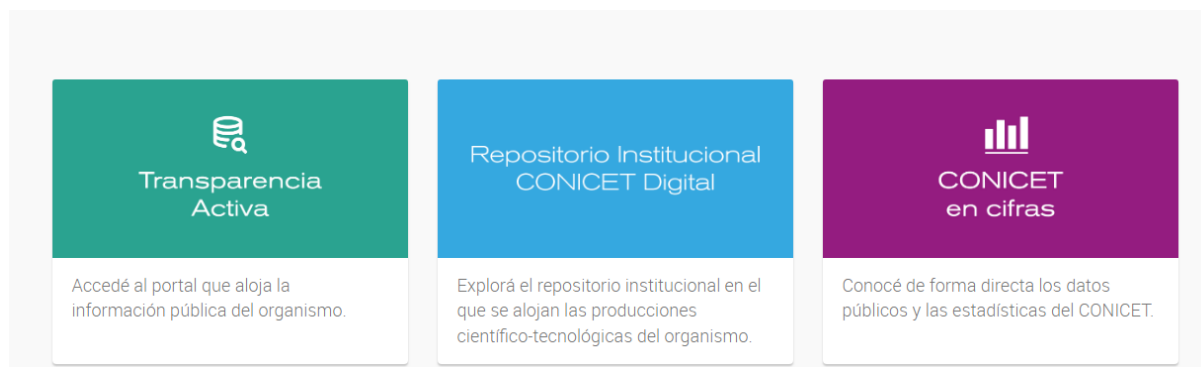 Transparencia
Activa
Accedé al portal que aloja la
información pública del organismo.
Repositorio Institucional
CONICET Digital
Explorá el repositorio institucional en el
que se alojan las producciones
científico-tecnológicas del organismo.
CONICET
en cifras
Conocé de forma directa los datos
públicos y las estadísticas del CONICET.